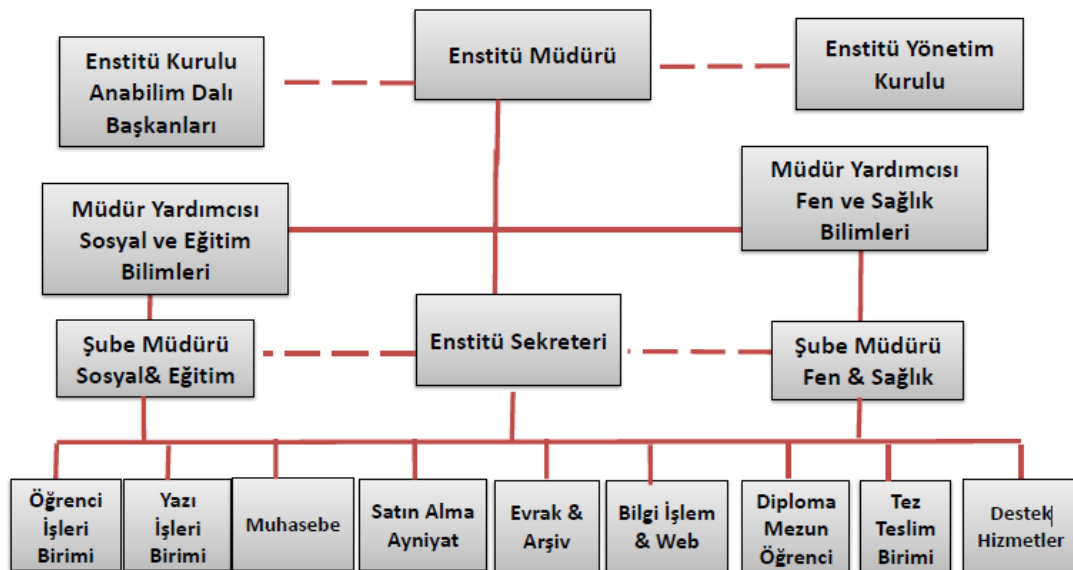 Enstitü Kurulu
Anabilim Dalı
Başkanları
Enstitü Müdürü
Enstitü Yönetim
Kurulu
Müdür Yardımcısı
Sosyal ve Eğitim
Bilimleri
Müdür Yardımcısı
Fen ve Sağlık
Bilimleri
Şube Müdürü
Sosyal& Eğitim
Enstitü Sekreteri
Şube Müdürü
Fen & Sağlık
Öğrenci
İşleri
Birimi
Yazı
İşleri
Birimi
Muhasebe
Satın Alma
Ayniyat
Evrak &
Arşiv
Bilgi İşlem
& Web
Diploma
Mezun
Öğrenci
Tez
Teslim
Birimi
Destek
Hizmetler